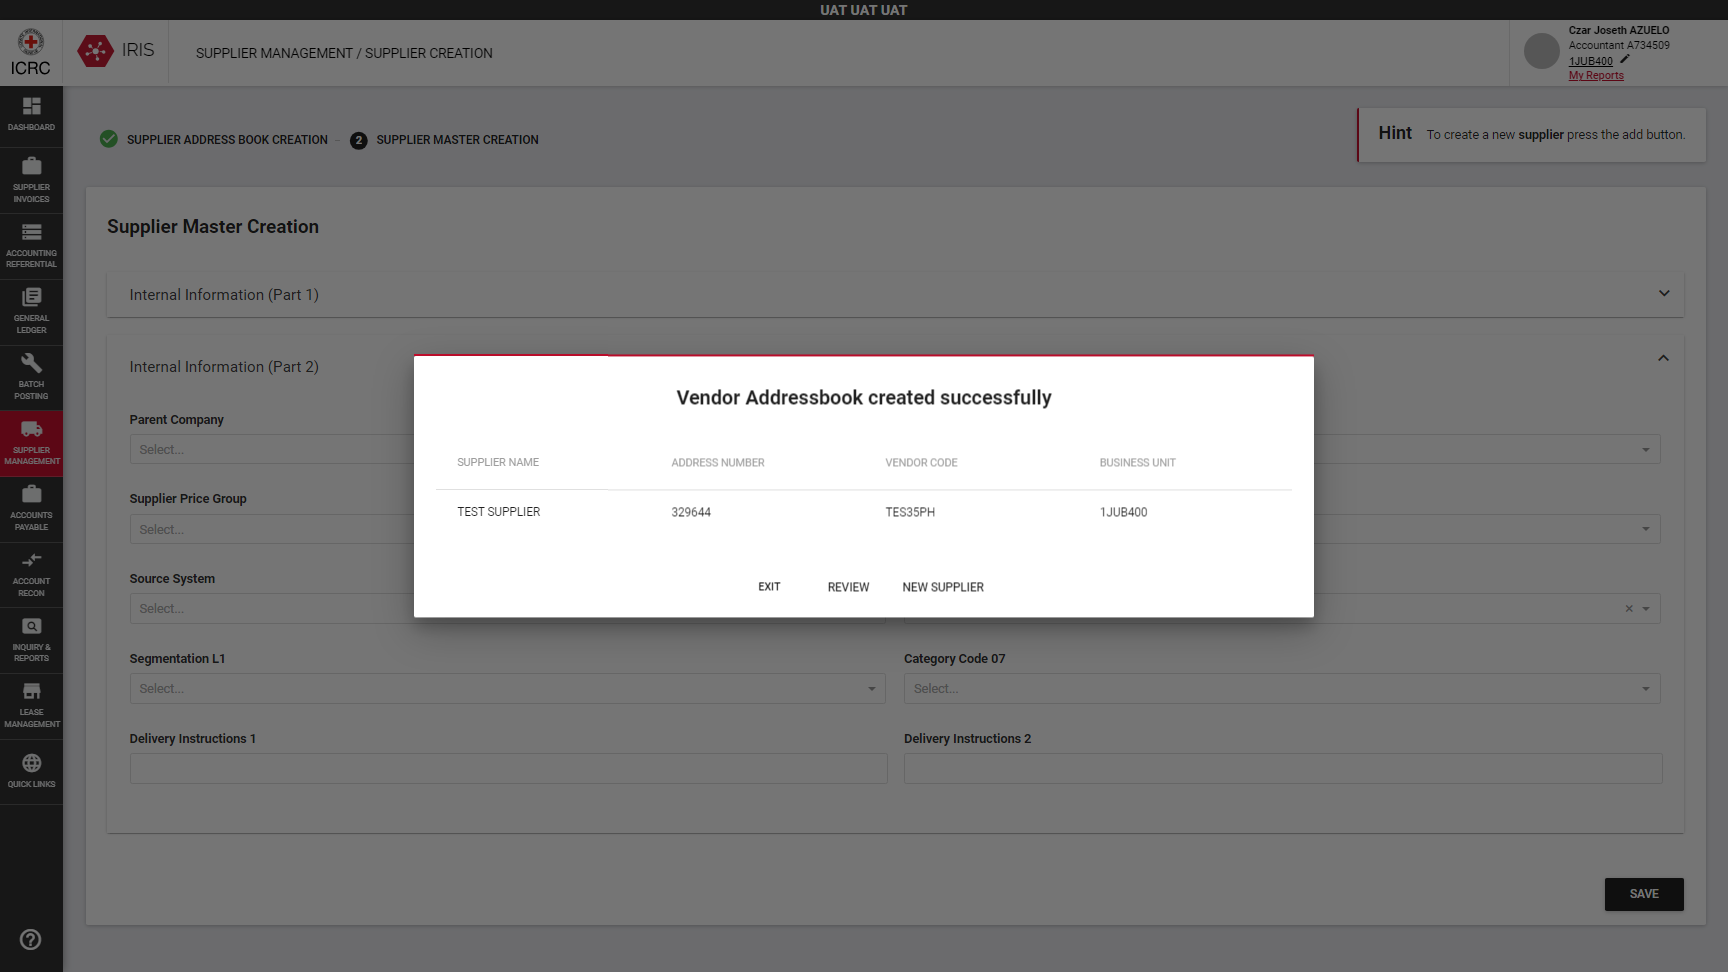 UAT UAT UAT
ICRC
IRIS
SUPPLIER MANAGEMENT / SUPPLIER CREATION
Czar Joseth AZUELO
Accountant A734509
1JUB400
My Reports
DASHBOARD
SUPPLIER
INVOICES
ACCOUNTING
REFERENTIAL
GENERAL
LEDGER
BATCH
POSTING
SUPPLIER
MANAGEMENT
ACCOUNTS
PAYABLE
ACCOUNT
RECON
INQUIRY &
REPORTS
LEASE
MANAGEMENT
QUICK LINKS
SUPPLIER ADDRESS BOOK CREATION - 2 SUPPLIER MASTER CREATION
Hint To create a new supplier press the add button.
Supplier Master Creation
Internal Information (Part 1)
Internal Information (Part 2)
Parent Company
Select...
Supplier Price Group
Select...
Source System
Select...
Segmentation L1
Select...
Category Code 07
Select...
Delivery Instructions 1
Delivery Instructions 2
SAVE
Vendor Addressbook created successfully
SUPPLIER NAME ADDRESS NUMBER VENDOR CODE BUSINESS UNIT
TEST SUPPLIER 329644 TES35PH 1JUB400
EXIT REVIEW NEW SUPPLIER